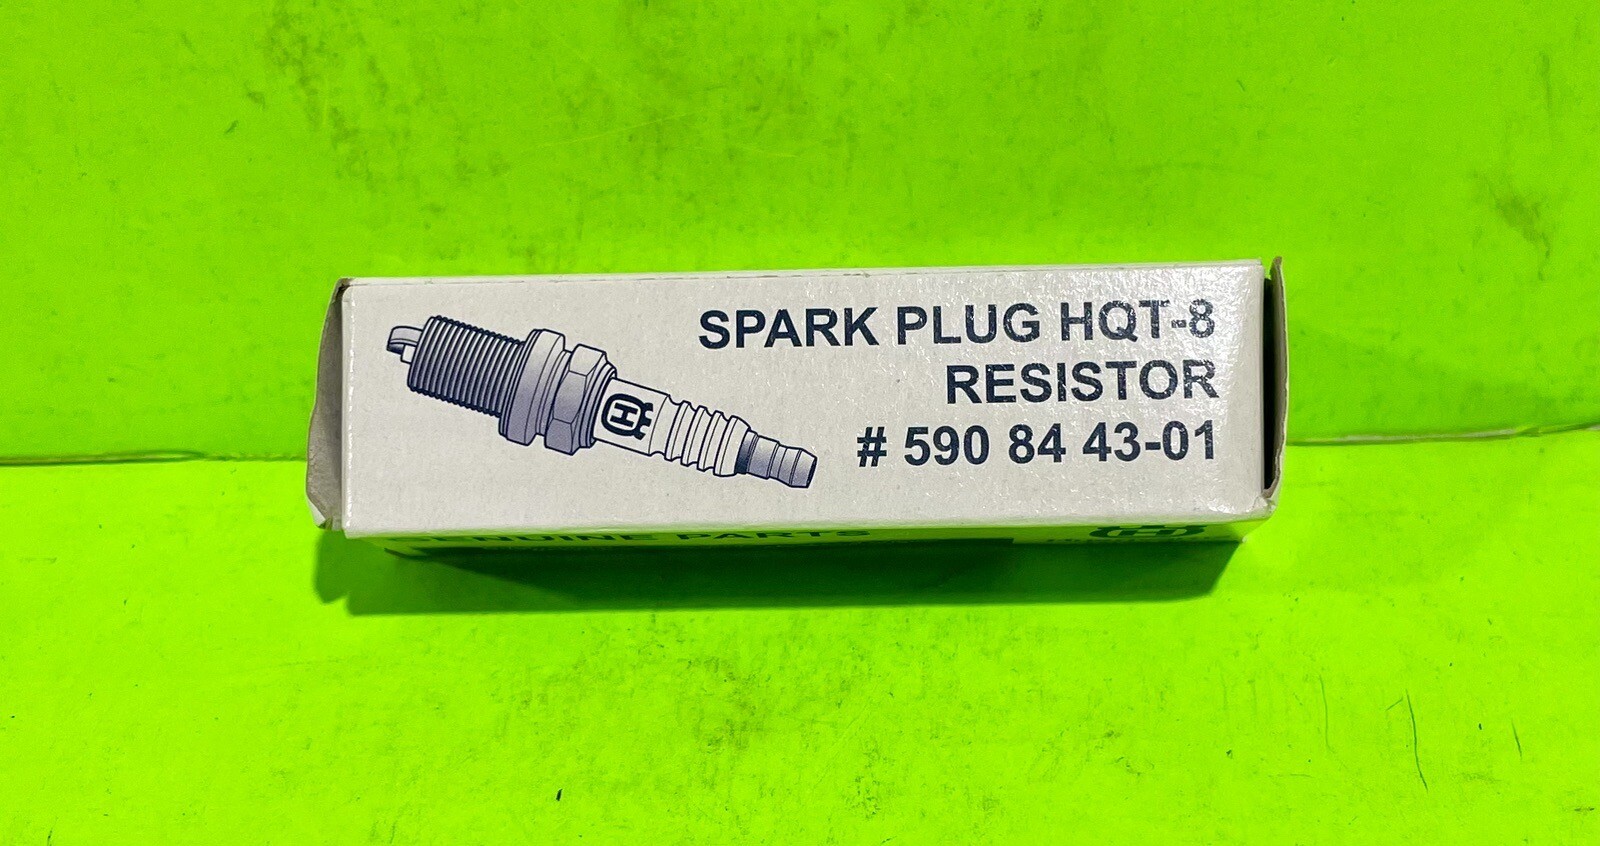 SPARK PLUG HQT-8
RESISTOR
# 590 84 43-01
H
GENUINE PARTS
H